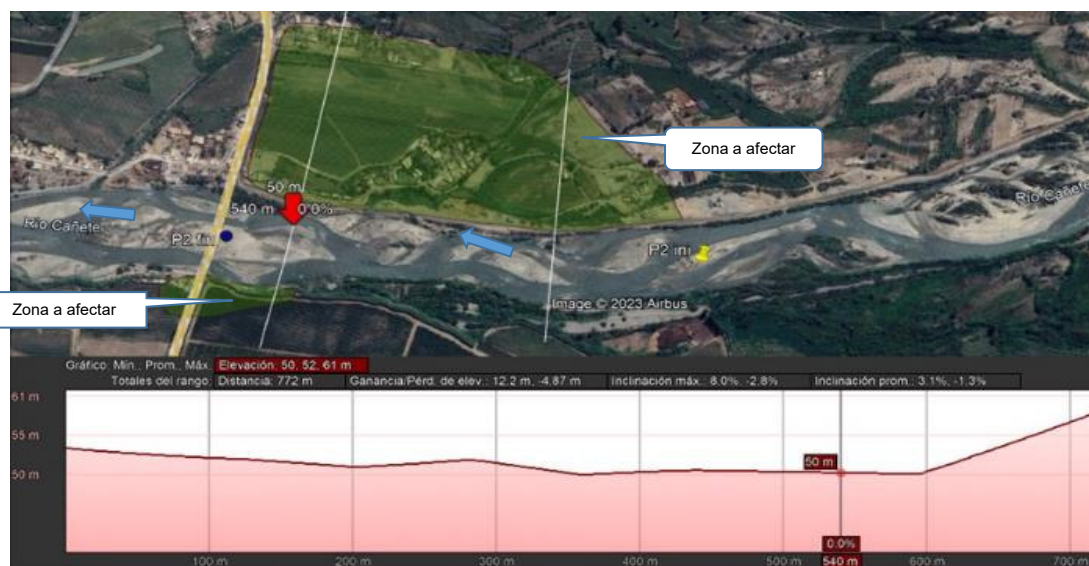 Zona a afectar
Río Cañete
50 m
540 m 0.0%
Río Cañete
P2 fin
P2 ini
Zona a afectar
Image © 2023 Airbus
Gráfico: Mín., Prom., Máx. Elevación: 50, 52, 61 m
Totales del rango: Distancia: 772 m Ganancia/Pérd. de elev.: 12.2 m, -4.87 m Inclinación máx.: 8.0%, -2.8% Inclinación prom.: 3.1%, -1.3%
61 m
55 m
50 m
50 m
0.0%
100 m 200 m 300 m 400 m 500 m 540 m 600 m 700 m